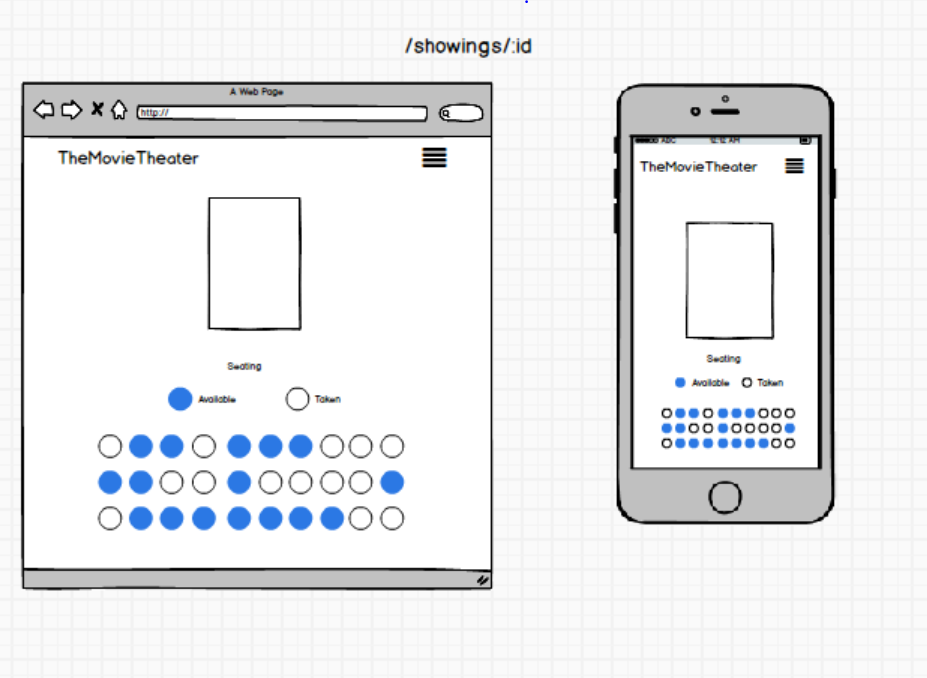 /showings/:id
A Web Page
http://
TheMovieTheater
Seating
Available Taken
ABC 12:12 AM
TheMovieTheater
Seating
Available Taken